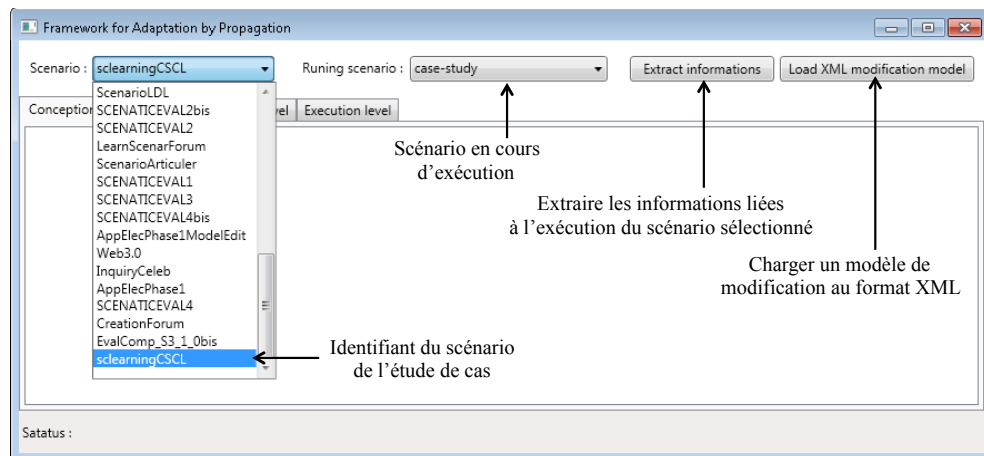 Framework for Adaptation by Propagation
Scenario : sclearningCSCL Runing scenario : case-study Extract informations Load XML modification model
ScenarioLDL
Conception SCENATICEVAL2bis vel Execution level
SCENATICEVAL2
LearnScenarForum
ScenarioArticuler
SCENATICEVAL1
SCENATICEVAL3
SCENATICEVAL4bis
AppElecPhase1ModelEdit
Web3.0
InquiryCeleb
AppElecPhase1
SCENATICEVAL4
CreationForum
EvalComp_S3_1_0bis
sclearningCSCL
Scénario en cours
d’exécution
Extraire les informations liées
à l’exécution du scénario sélectionné
Charger un modèle de
modification au format XML
Identifiant du scénario
de l’étude de cas
Satatus :